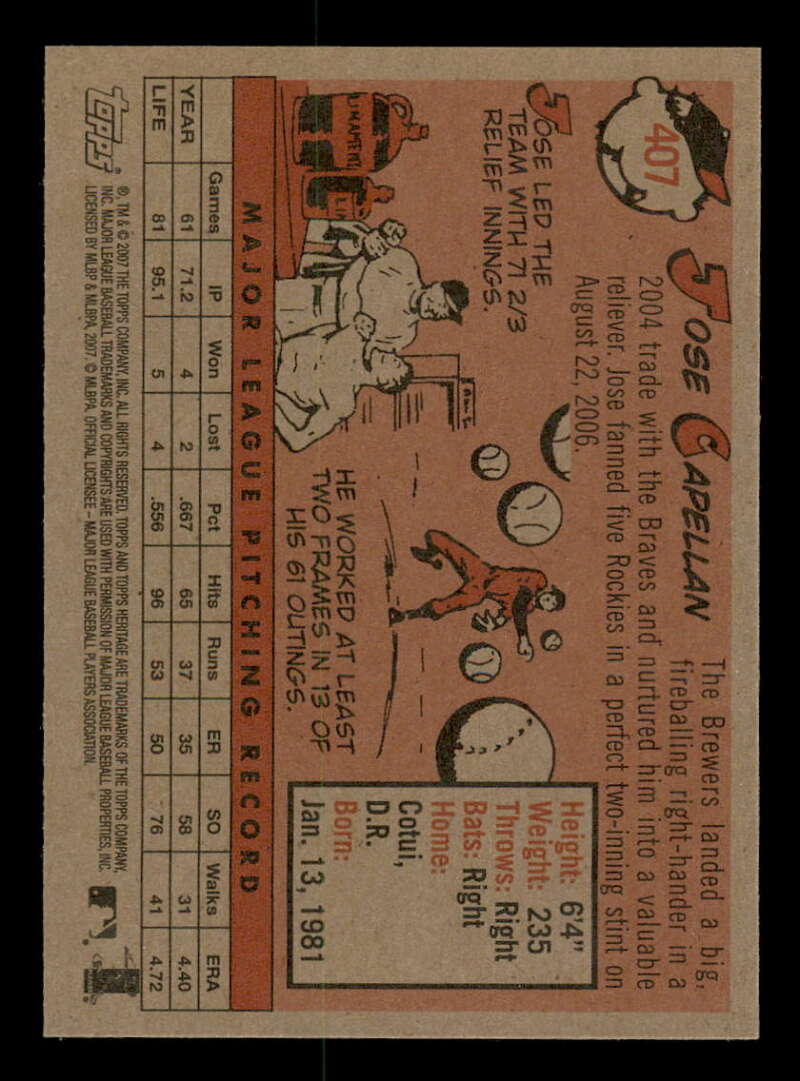 407
JOSE CAPELLAN
The Brewers landed a big,
fireballing right-hander in a
2004 trade with the Braves and nurtured him into a valuable
reliever. Jose fanned five Rockies in a perfect two-inning stint on
August 22, 2006.
JOSE LED THE
TEAM WITH 71 2/3
RELIEF INNINGS.
LINAMENT
LIN
HE WORKED AT LEAST
TWO FRAMES IN 13 OF
HIS 61 OUTINGS.
Height: 6'4"
Weight: 235
Throws: Right
Bats: Right
Home:
Cotui,
D.R.
Born:
Jan. 13, 1981
MAJOR LEAGUE PITCHING RECORD
Games IP Won Lost Pct Hits Runs ER SO Walks ERA
YEAR 61 71.2 4 2 .667 65 37 35 58 31 4.40
LIFE 81 95.1 5 4 .556 96 53 50 76 41 4.72
topps®
®, TM & © 2007 THE TOPPS COMPANY, INC. ALL RIGHTS RESERVED. TOPPS AND TOPPS HERITAGE ARE TRADEMARKS OF THE TOPPS COMPANY,
INC. MAJOR LEAGUE BASEBALL TRADEMARKS AND COPYRIGHTS ARE USED WITH PERMISSION OF MAJOR LEAGUE BASEBALL PROPERTIES, INC.
LICENSED BY MLBP & MLBPA, 2007. © MLBPA, OFFICIAL LICENSEE – MAJOR LEAGUE BASEBALL PLAYERS ASSOCIATION.